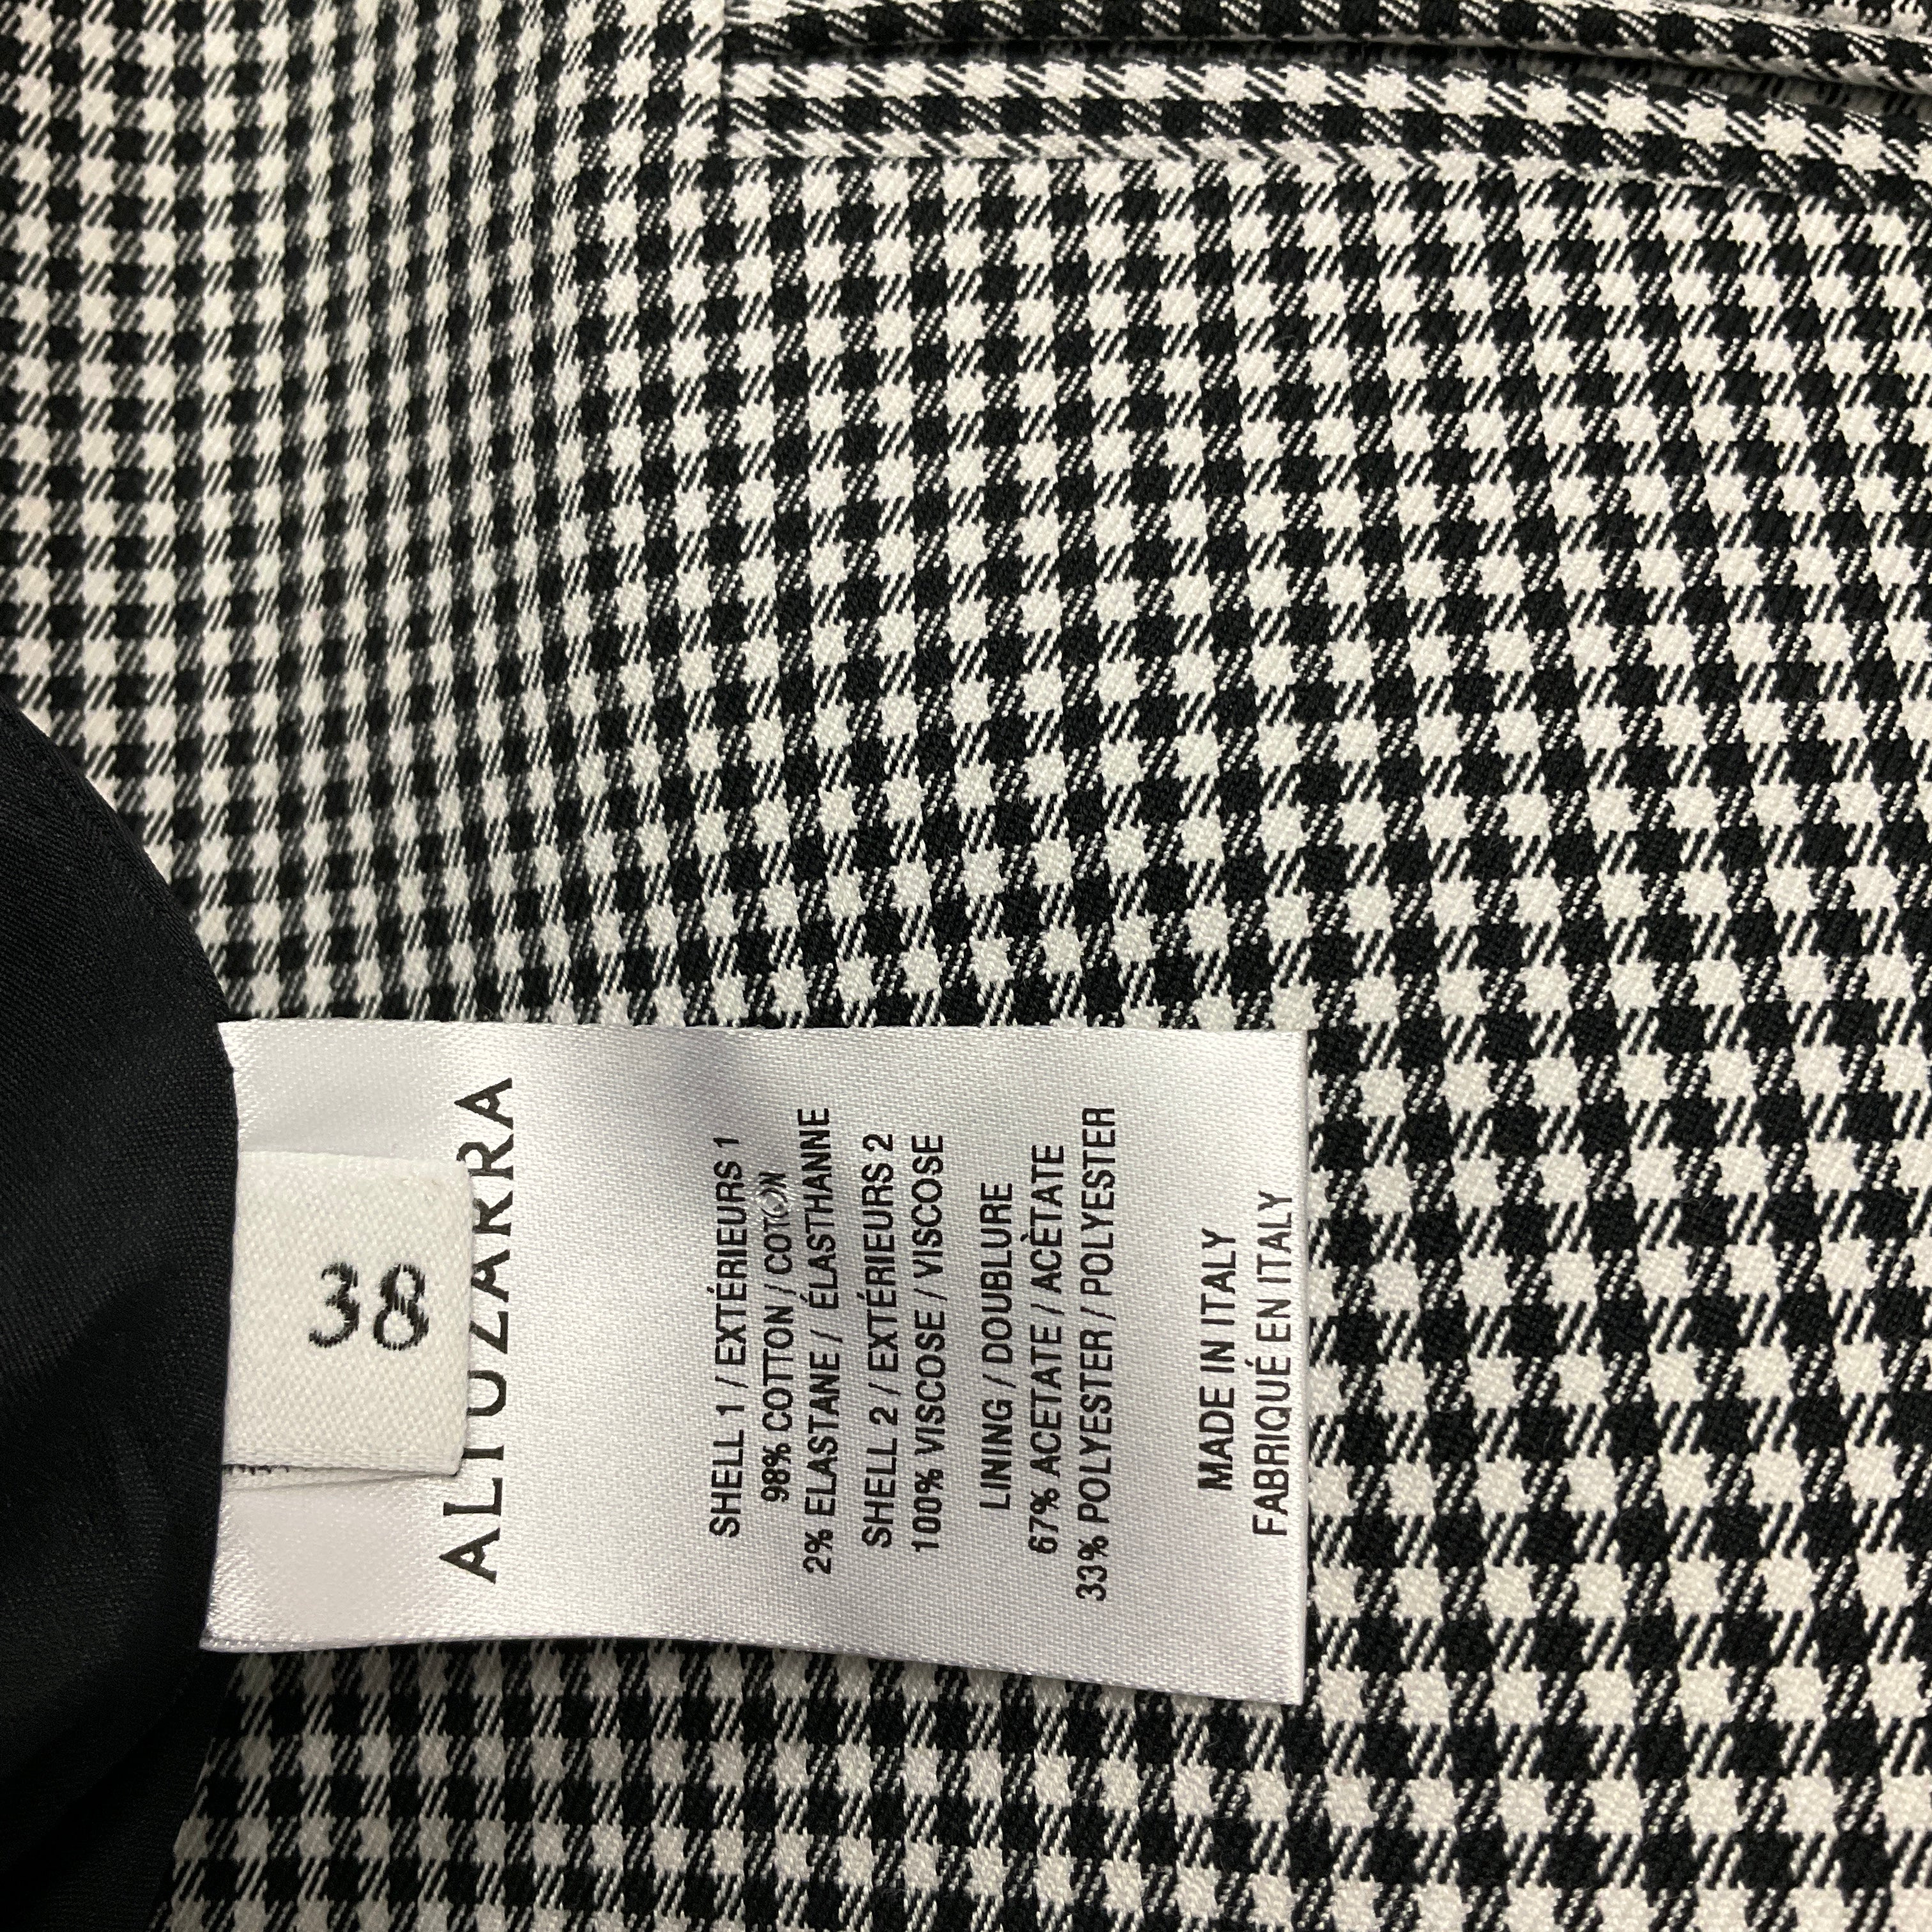 ALTUZARRA
38
SHELL 1 / EXTÉRIEURS 1
98% COTTON / COTON
2% ELASTANE / ÉLASTHANNE
SHELL 2 / EXTÉRIEURS 2
100% VISCOSE / VISCOSE
LINING / DOUBLURE
67% ACETATE / ACÈTATE
33% POLYESTER / POLYESTER
MADE IN ITALY
FABRIQUÉ EN ITALY